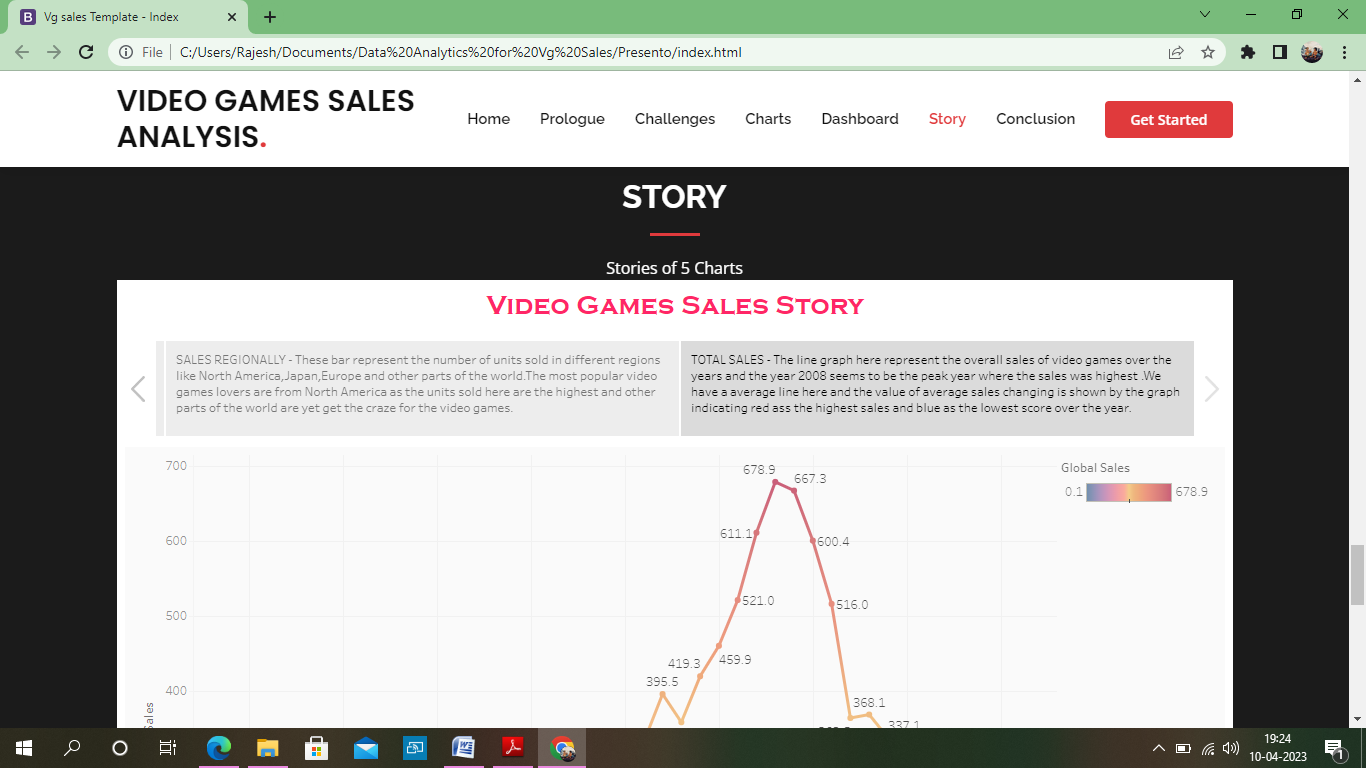 Vg sales Template - Index
File
C:/Users/Rajesh/Documents/Data%20Analytics%20for%20Vg%20Sales/Presento/index.html
VIDEO GAMES SALES
ANALYSIS.
Home
Prologue
Challenges
Charts
Dashboard
Story
Conclusion
Get Started
STORY
Stories of 5 Charts
Video Games Sales Story
SALES REGIONALLY - These bar represent the number of units sold in different regions
like North America,Japan,Europe and other parts of the world.The most popular video
games lovers are from North America as the units sold here are the highest and other
parts of the world are yet get the craze for the video games.
TOTAL SALES - The line graph here represent the overall sales of video games over the
years and the year 2008 seems to be the peak year where the sales was highest .We
have a average line here and the value of average sales changing is shown by the graph
indicating red ass the highest sales and blue as the lowest score over the year.
700
600
500
400
Sales
678.9
667.3
611.1
600.4
521.0
516.0
459.9
419.3
395.5
368.1
337.1
Global Sales
0.1
678.9
19:24
10-04-2023
1